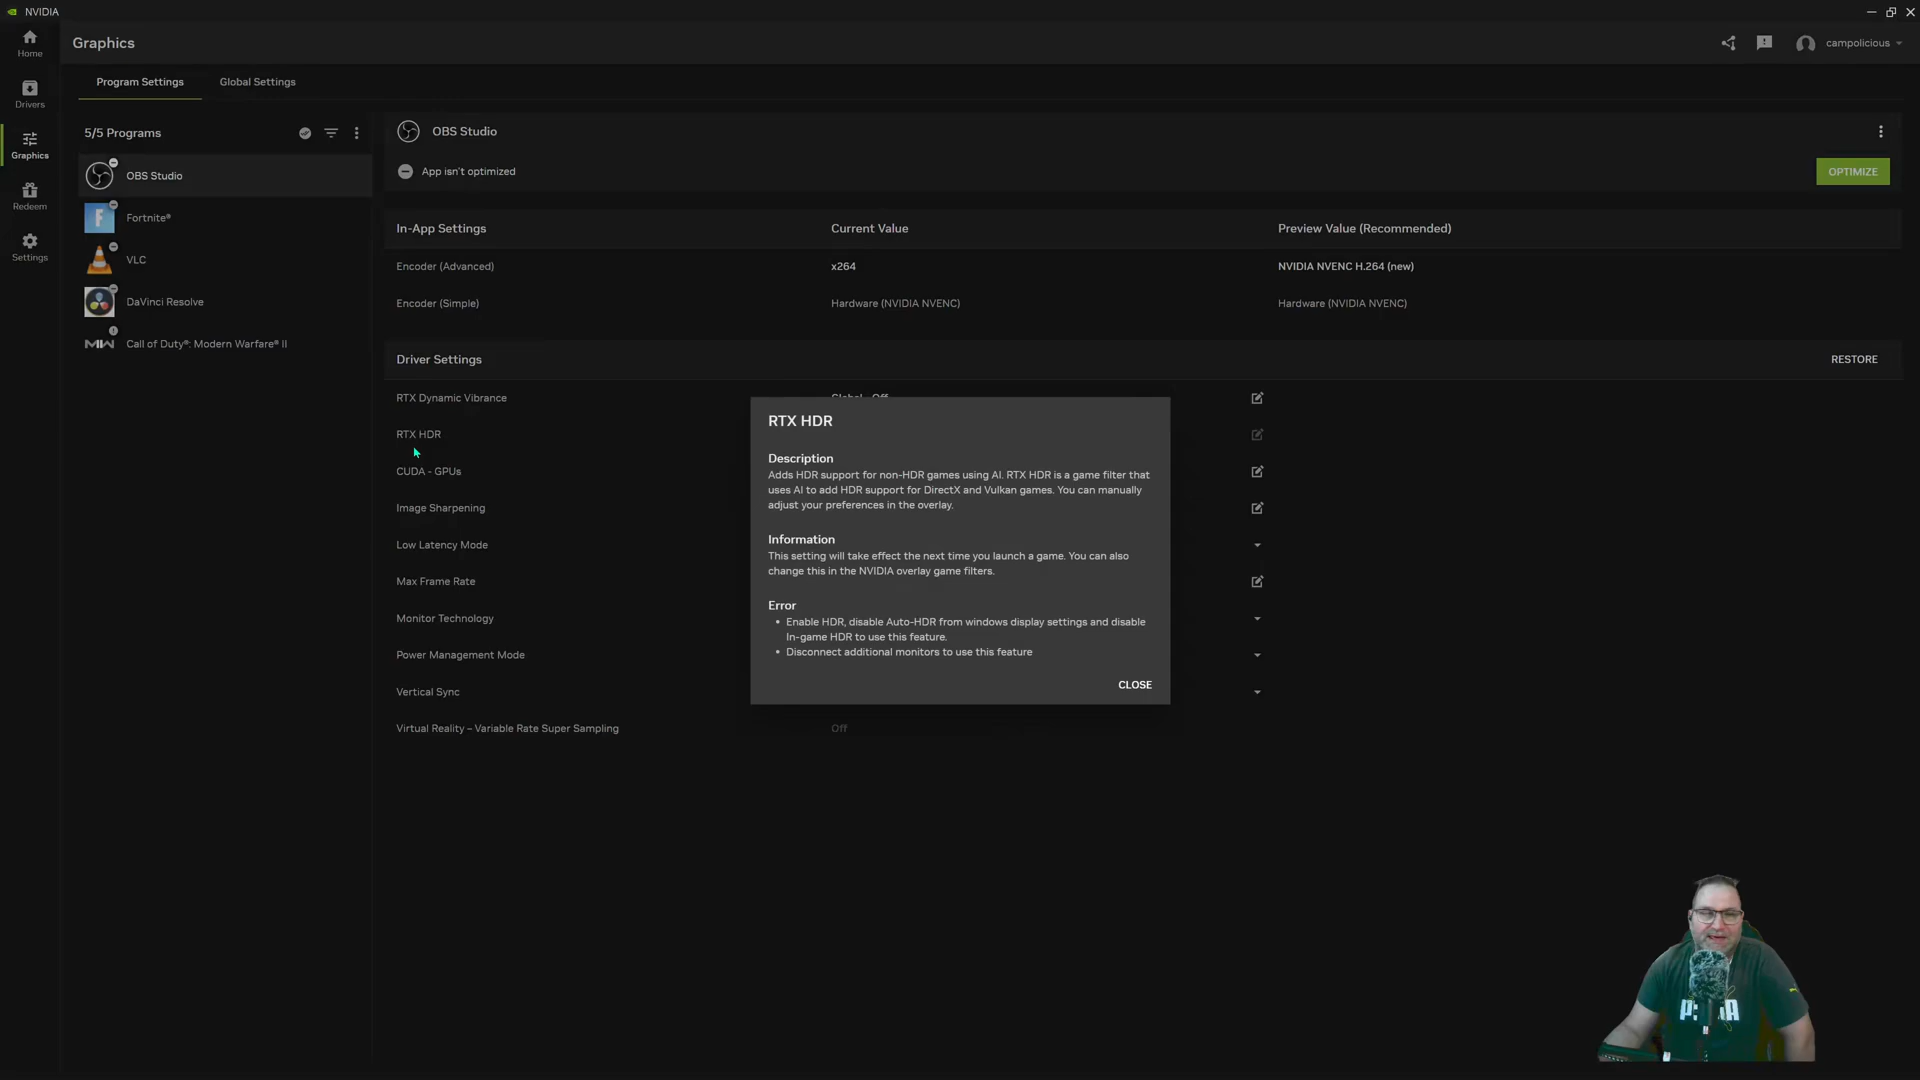 NVIDIA
Home
Graphics
campolicious
Program Settings
Global Settings
Drivers
5/5 Programs
OBS Studio
Graphics
App isn't optimized
OPTIMIZE
OBS Studio
Redeem
Fortnite®
In-App Settings
Current Value
Preview Value (Recommended)
Settings
VLC
Encoder (Advanced)
x264
NVIDIA NVENC H.264 (new)
DaVinci Resolve
Encoder (Simple)
Hardware (NVIDIA NVENC)
Hardware (NVIDIA NVENC)
MW
Call of Duty®: Modern Warfare® II
Driver Settings
RESTORE
RTX Dynamic Vibrance
Global - Off
RTX HDR
CUDA - GPUs
Image Sharpening
Low Latency Mode
Max Frame Rate
Monitor Technology
Power Management Mode
Vertical Sync
Virtual Reality – Variable Rate Super Sampling
Off
RTX HDR
Description
Adds HDR support for non-HDR games using AI. RTX HDR is a game filter that
uses AI to add HDR support for DirectX and Vulkan games. You can manually
adjust your preferences in the overlay.
Information
This setting will take effect the next time you launch a game. You can also
change this in the NVIDIA overlay game filters.
Error
• Enable HDR, disable Auto-HDR from windows display settings and disable
In-game HDR to use this feature.
• Disconnect additional monitors to use this feature
CLOSE